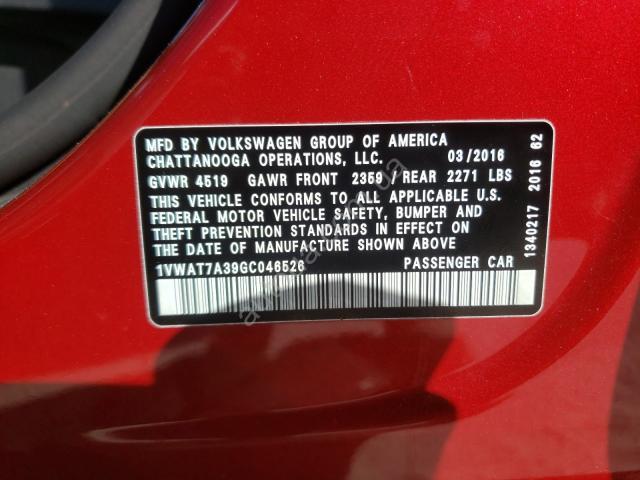 MFD BY VOLKSWAGEN GROUP OF AMERICA
CHATTANOOGA OPERATIONS, LLC. 03/2016
GVWR 4519 GAWR FRONT 2359 / REAR 2271 LBS
THIS VEHICLE CONFORMS TO ALL APPLICABLE U.S.
FEDERAL MOTOR VEHICLE SAFETY, BUMPER AND
THEFT PREVENTION STANDARDS IN EFFECT ON
THE DATE OF MANUFACTURE SHOWN ABOVE
1VWAT7A39GC046526 PASSENGER CAR
1340217 2016 62